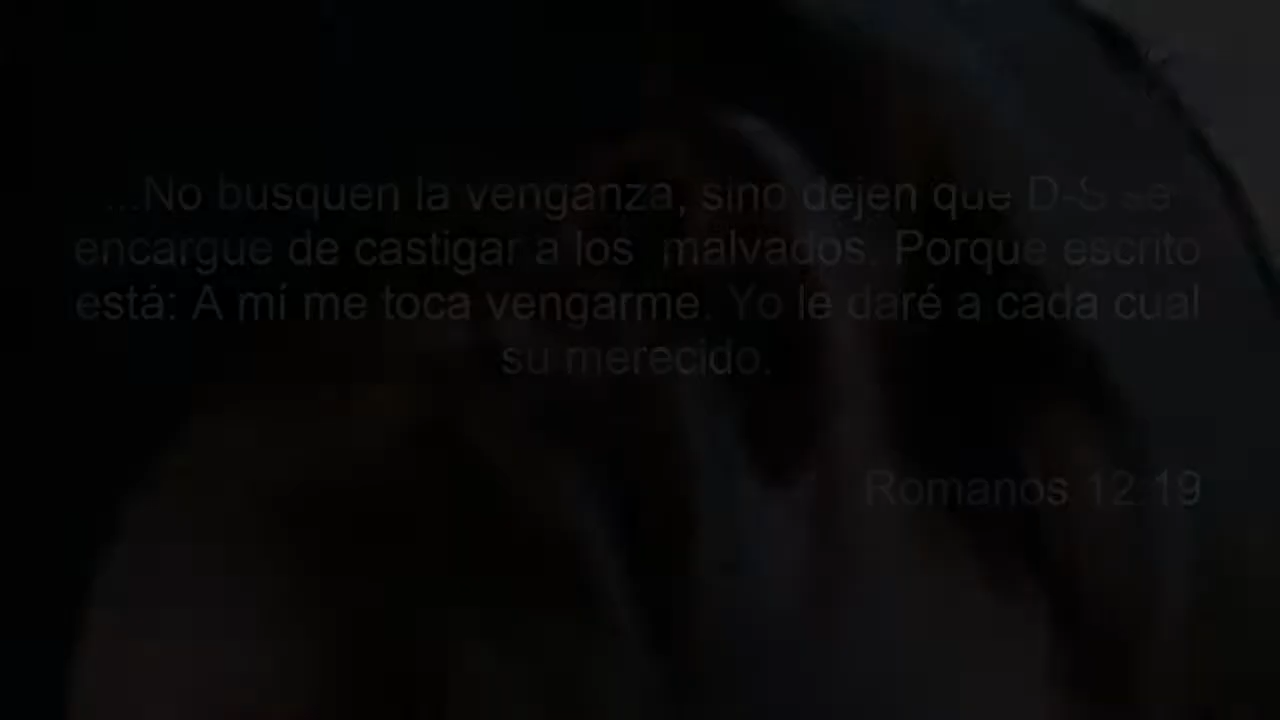 ...No busquen la venganza, sino dejen que D-S se
encargue de castigar a los malvados. Porque escrito
está: A mí me toca vengarme. Yo le daré a cada cual
su merecido.
Romanos 12:19